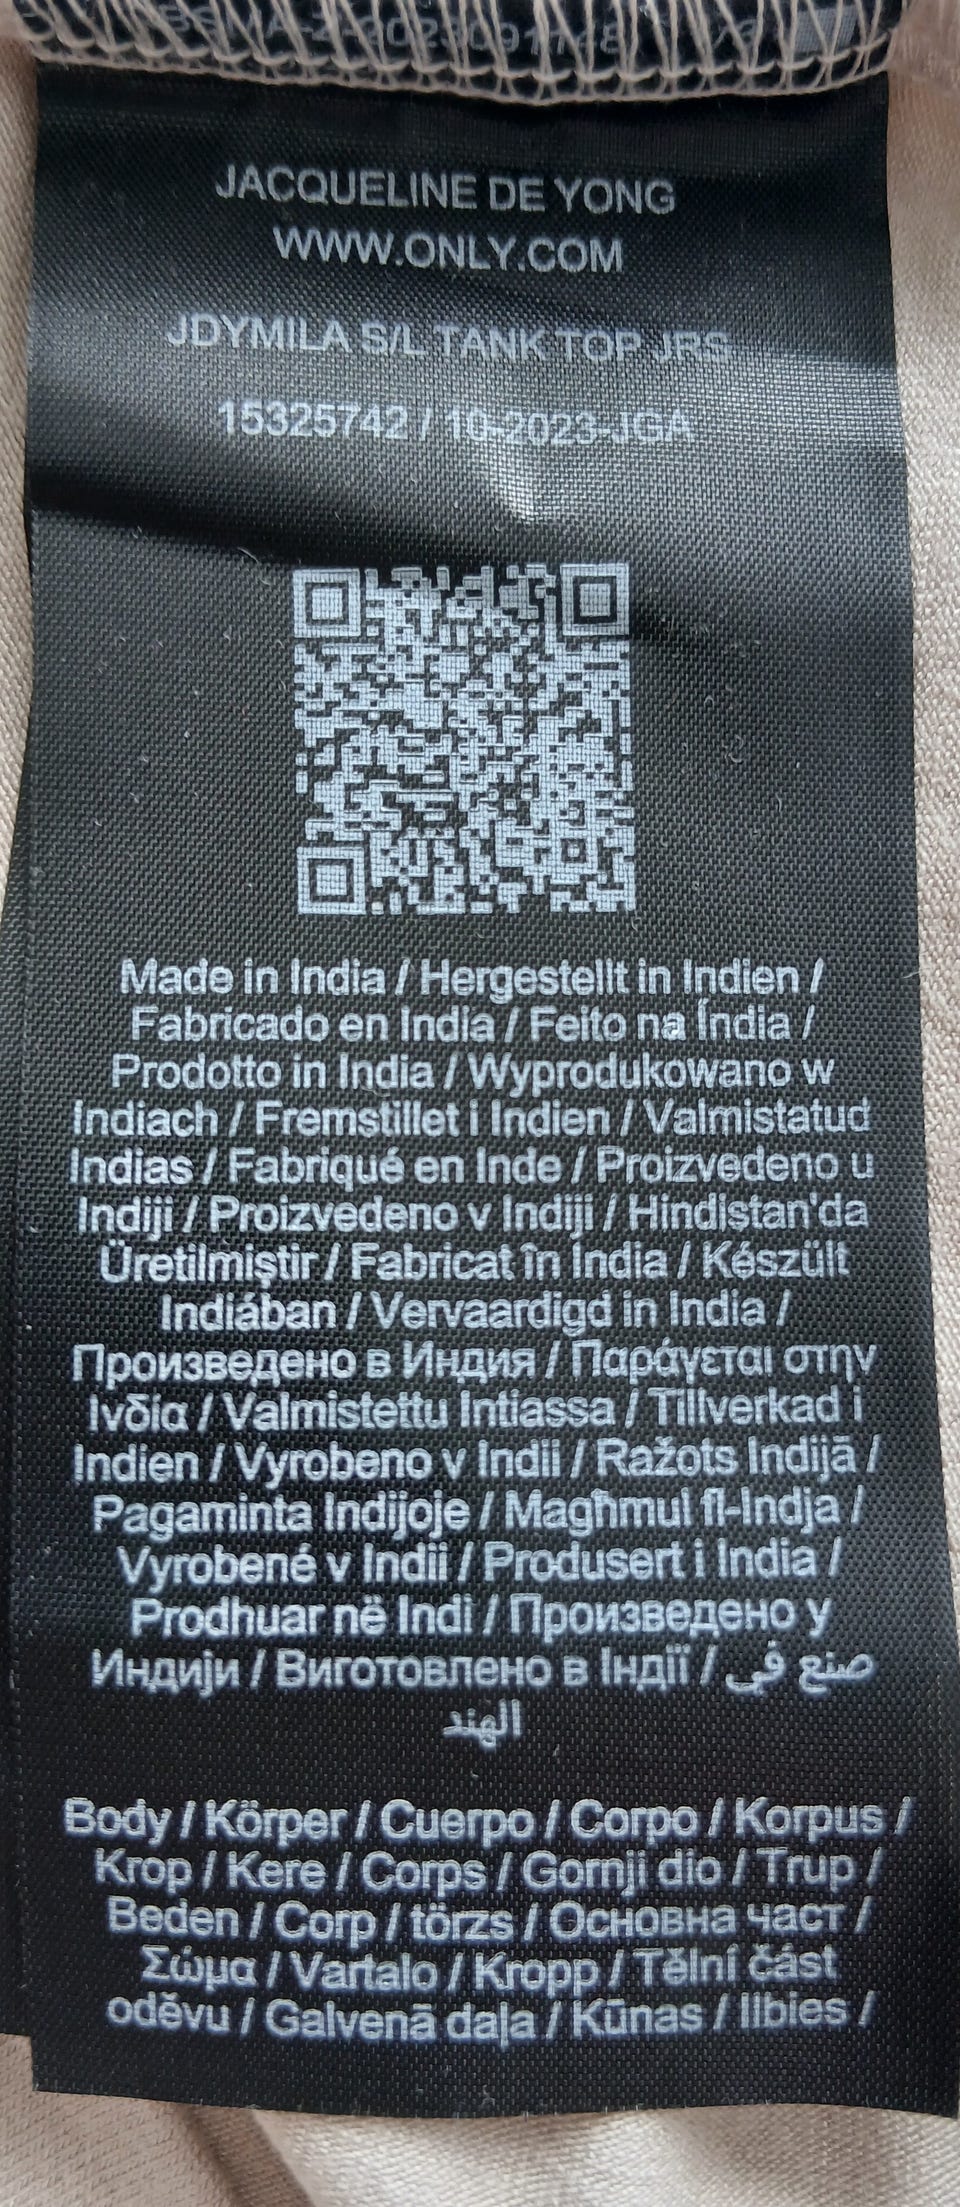 JACQUELINE DE YONG
WWW.ONLY.COM
JDYMILA S/L TANK TOP JRS
15325742 / 10-2023-JGA
Made in India / Hergestellt in Indien /
Fabricado en India / Feito na Índia /
Prodotto in India / Wyprodukowano w
Indiach / Fremstillet i Indien / Valmistatud
Indias / Fabriqué en Inde / Proizvedeno u
Indiji / Proizvedeno v Indiji / Hindistan'da
Üretilmiştir / Fabricat în India / Készült
Indiában / Vervaardigd in India /
Произведено в Индия / Παράγεται στην
Ινδία / Valmistettu Intiassa / Tillverkad i
Indien / Vyrobeno v Indii / Ražots Indijā /
Pagaminta Indijoje / Magħmul fl-Indja /
Vyrobené v Indii / Produsert i India /
Prodhuar në Indi / Произведено у
Индији / Виготовлено в Індії / صنع في
الهند
Body / Körper / Cuerpo / Corpo / Korpus /
Krop / Kere / Corps / Gornji dio / Trup /
Beden / Corp / törzs / Основна част /
Σώμα / Vartalo / Kropp / Tělní část
oděvu / Galvenā daļa / Kūnas / Ilbies /